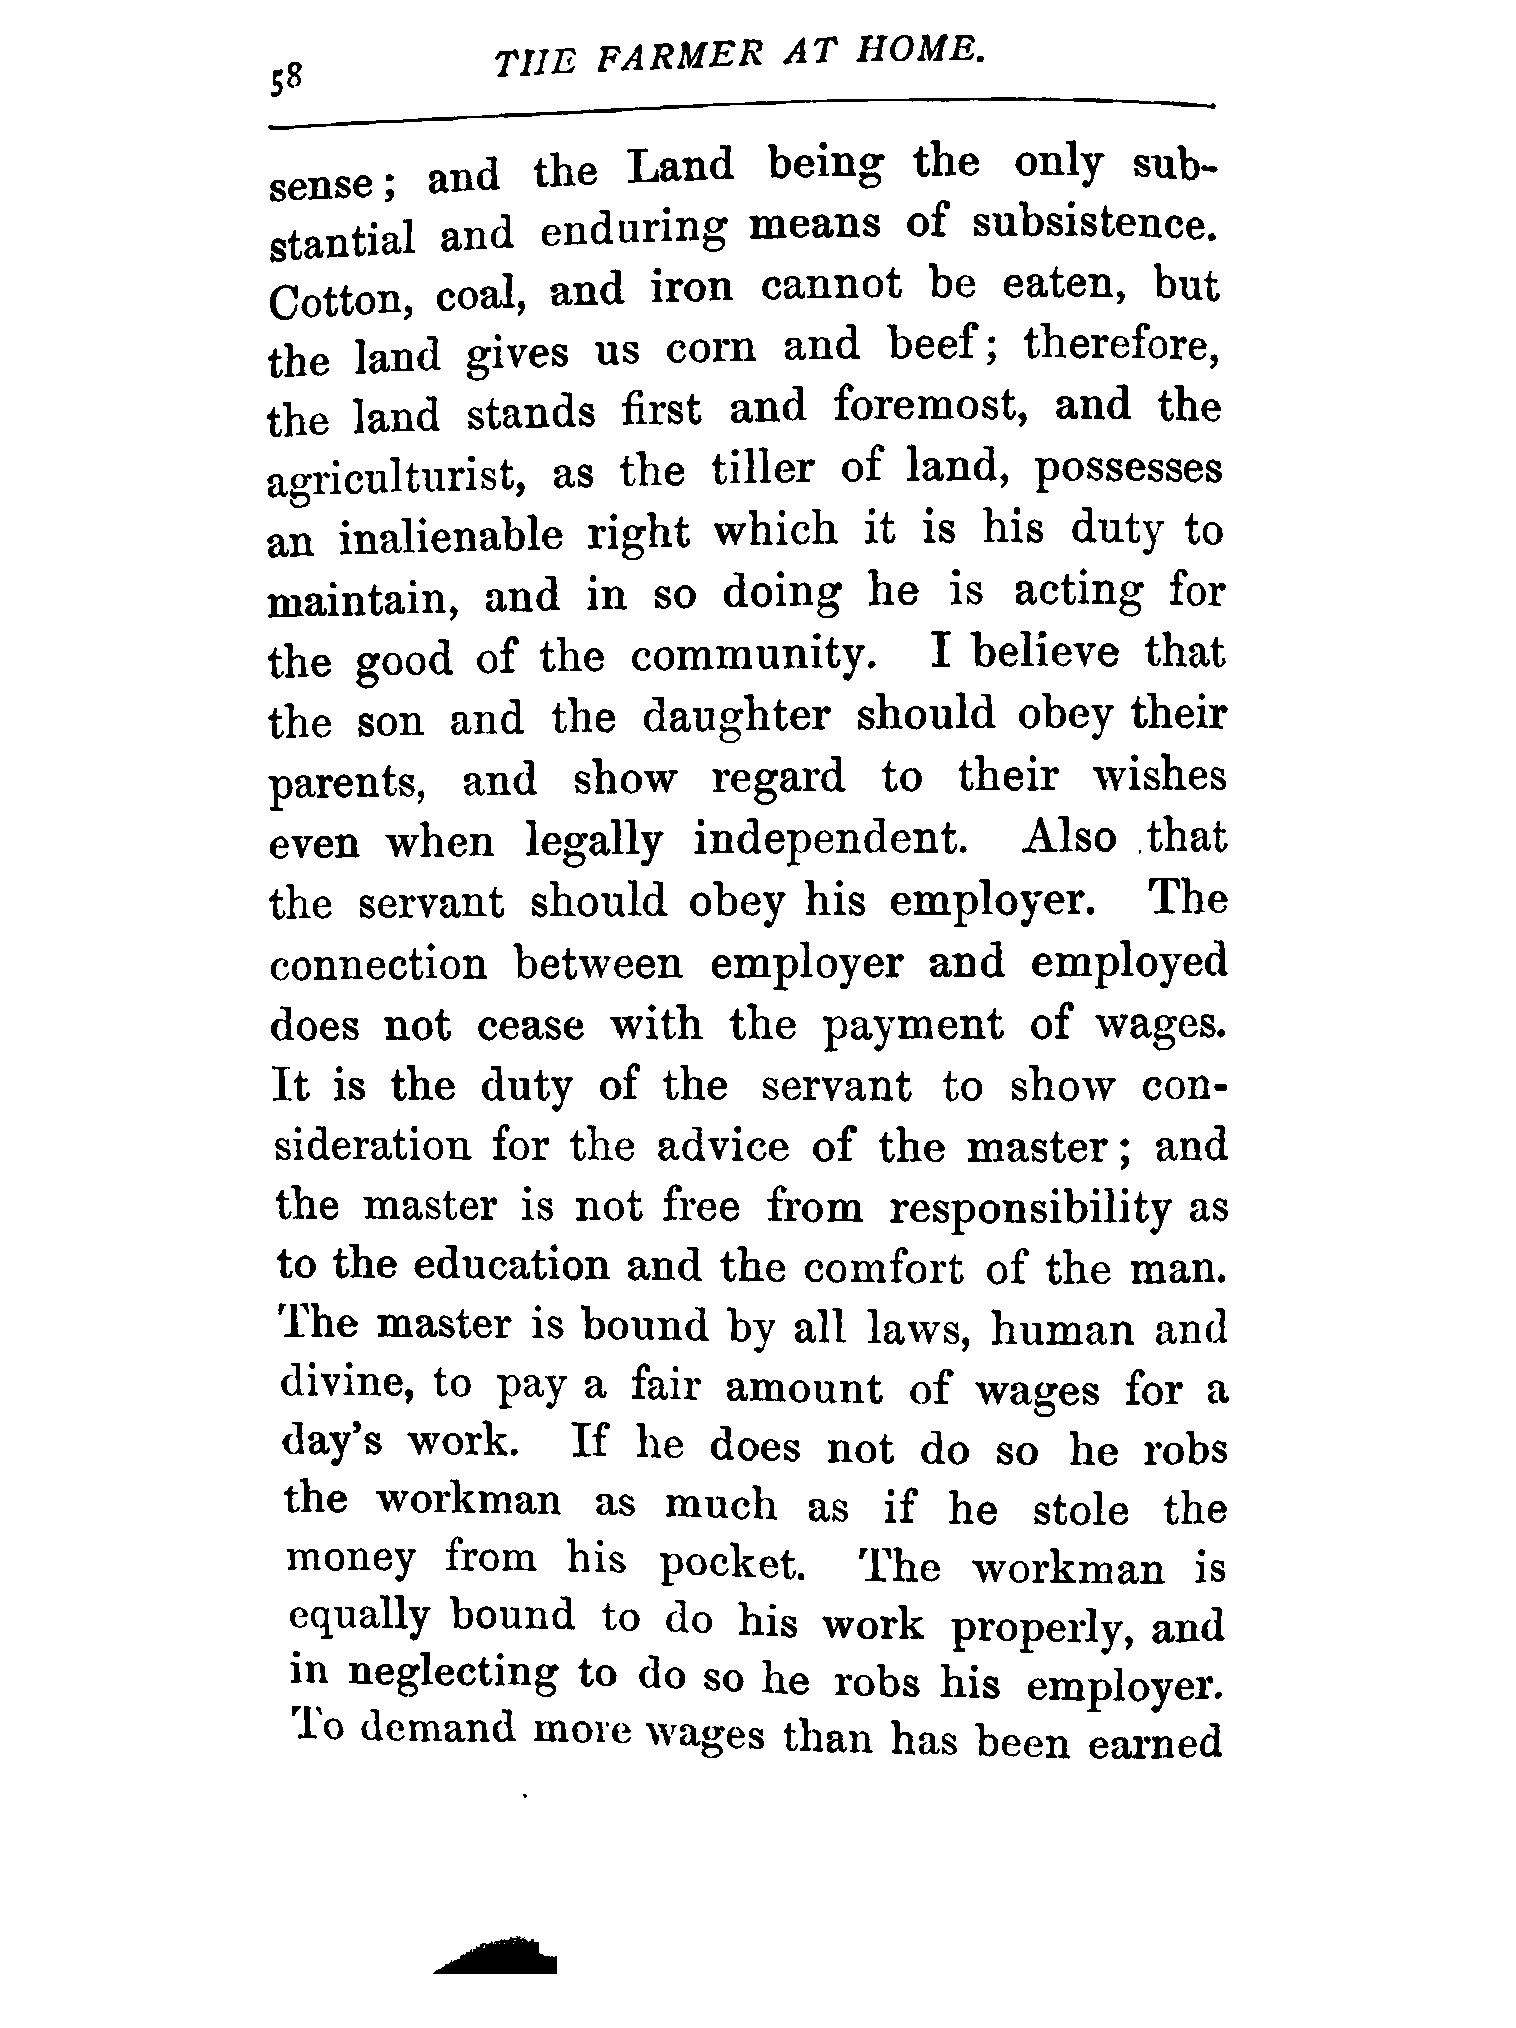 58 THE FARMER AT HOME.
sense; and the Land being the only sub-
stantial and enduring means of subsistence.
Cotton, coal, and iron cannot be eaten, but
the land gives us corn and beef; therefore,
the land stands first and foremost, and the
agriculturist, as the tiller of land, possesses
an inalienable right which it is his duty to
maintain, and in so doing he is acting for
the good of the community. I believe that
the son and the daughter should obey their
parents, and show regard to their wishes
even when legally independent. Also that
the servant should obey his employer. The
connection between employer and employed
does not cease with the payment of wages.
It is the duty of the servant to show con-
sideration for the advice of the master; and
the master is not free from responsibility as
to the education and the comfort of the man.
The master is bound by all laws, human and
divine, to pay a fair amount of wages for a
day's work. If he does not do so he robs
the workman as much as if he stole the
money from his pocket. The workman is
equally bound to do his work properly, and
in neglecting to do so he robs his employer.
To demand more wages than has been earned